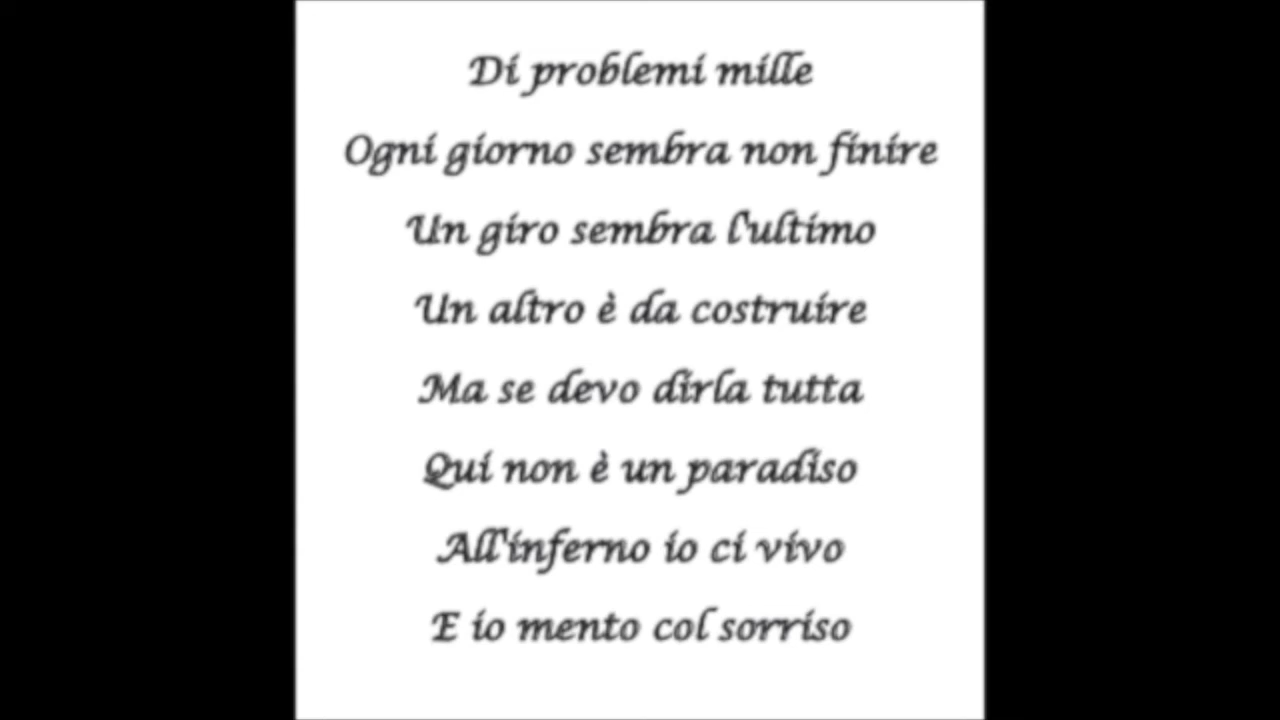 Di problemi mille
Ogni giorno sembra non finire
Un giro sembra l'ultimo
Un altro è da costruire
Ma se devo dirla tutta
Qui non è un paradiso
All'inferno io ci vivo
E io mento col sorriso